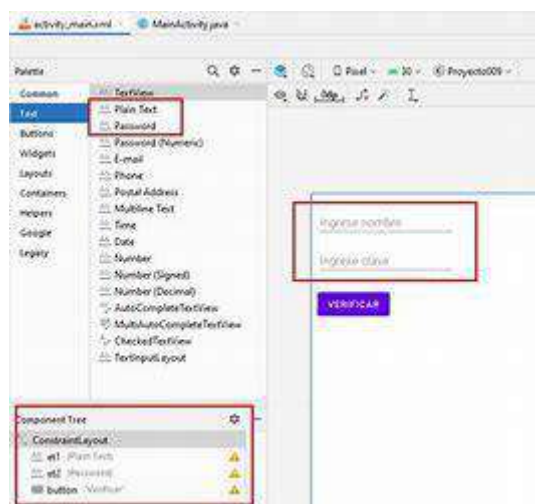 activity_main.xml MainActivity.java
Palette
Pixel 30 Proyecto009
Common
Text
Buttons
Widgets
Layouts
Containers
Helpers
Google
Legacy
TextView
Plain Text
Password
Password (Numeric)
E-mail
Phone
Postal Address
Multiline Text
Time
Date
Number
Number (Signed)
Number (Decimal)
AutoCompleteTextView
MultiAutoCompleteTextView
CheckedTextView
TextInputLayout
Ingrese nombre
Ingrese clave
VERIFICAR
Component Tree
ConstraintLayout
et1 (Plain Text)
et2 (Password)
button "Verificar"